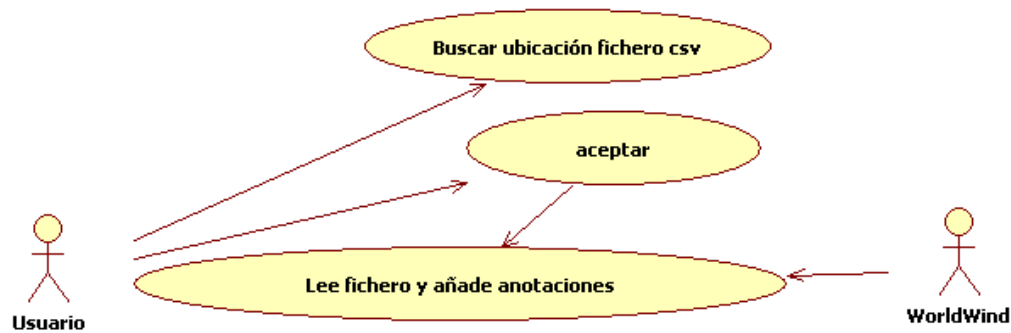 Buscar ubicación fichero csv
aceptar
Lee fichero y añade anotaciones
Usuario
WorldWind